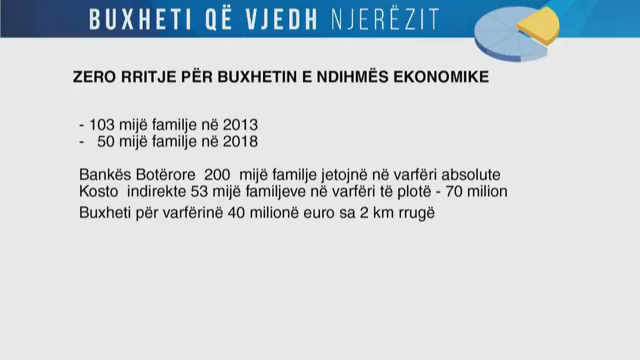 BUXHETI QË VJEDH NJERËZIT
ZERO RRITJE PËR BUXHETIN E NDIHMËS EKONOMIKE
- 103 mijë familje në 2013
- 50 mijë familje në 2018
Bankës Botërore 200 mijë familje jetojnë në varfëri absolute
Kosto indirekte 53 mijë familjeve në varfëri të plotë - 70 milion
Buxheti për varfërinë 40 milionë euro sa 2 km rrugë